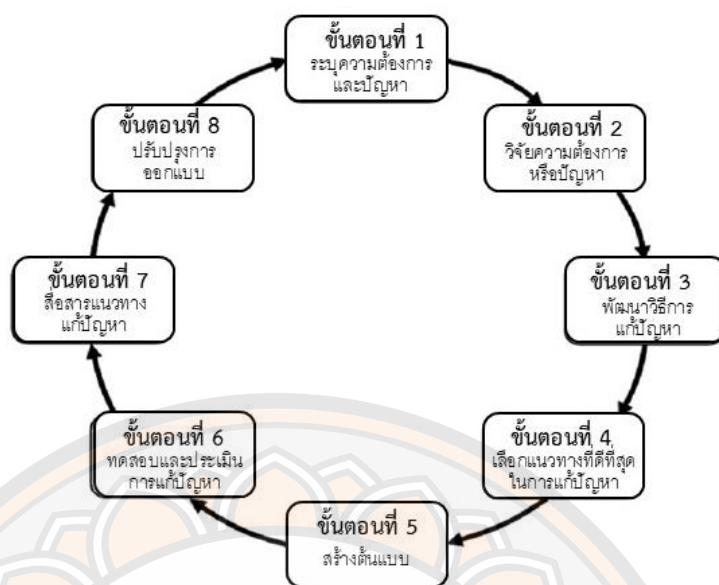 ขั้นตอนที่ 1
ระบุความต้องการ
และปัญหา
ขั้นตอนที่ 2
วิจัยความต้องการ
หรือปัญหา
ขั้นตอนที่ 3
พัฒนาวิธีการ
แก้ปัญหา
ขั้นตอนที่ 4
เลือกแนวทางที่ดีที่สุด
ในการแก้ปัญหา
ขั้นตอนที่ 5
สร้างต้นแบบ
ขั้นตอนที่ 6
ทดสอบและประเมิน
การแก้ปัญหา
ขั้นตอนที่ 7
สื่อสารแนวทาง
แก้ปัญหา
ขั้นตอนที่ 8
ปรับปรุงการ
ออกแบบ